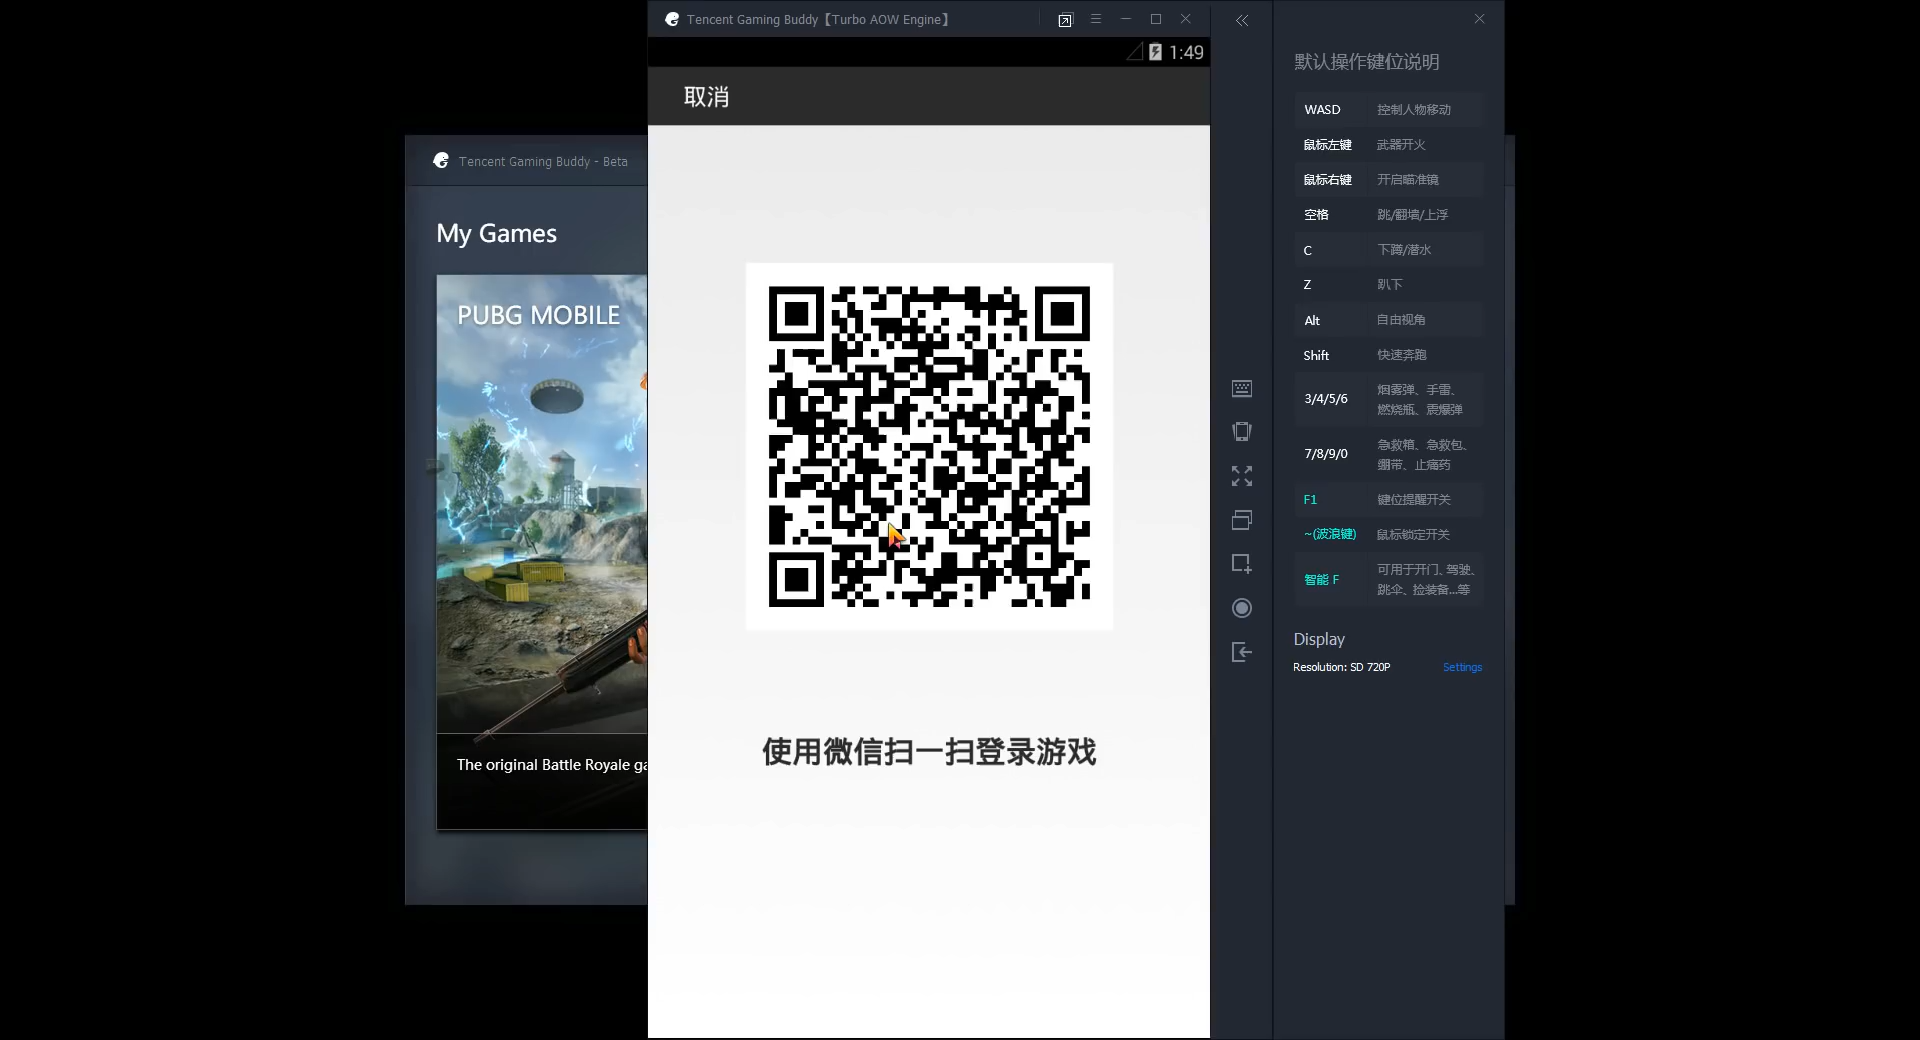 Tencent Gaming Buddy【Turbo AOW Engine】
1:49
取消
Tencent Gaming Buddy - Beta
My Games
PUBG MOBILE
The original Battle Royale ga
使用微信扫一扫登录游戏
默认操作键位说明
WASD 控制人物移动
鼠标左键 武器开火
鼠标右键 开启瞄准镜
空格 跳/翻墙/上浮
C 下蹲/潜水
Z 趴下
Alt 自由视角
Shift 快速奔跑
3/4/5/6 烟雾弹、手雷、
燃烧瓶、震爆弹
7/8/9/0 急救箱、急救包、
绷带、止痛药
F1 键位提醒开关
~(波浪键) 鼠标锁定开关
智能 F 可用于开门、驾驶、
跳伞、捡装备...等
Display
Resolution: SD 720P Settings